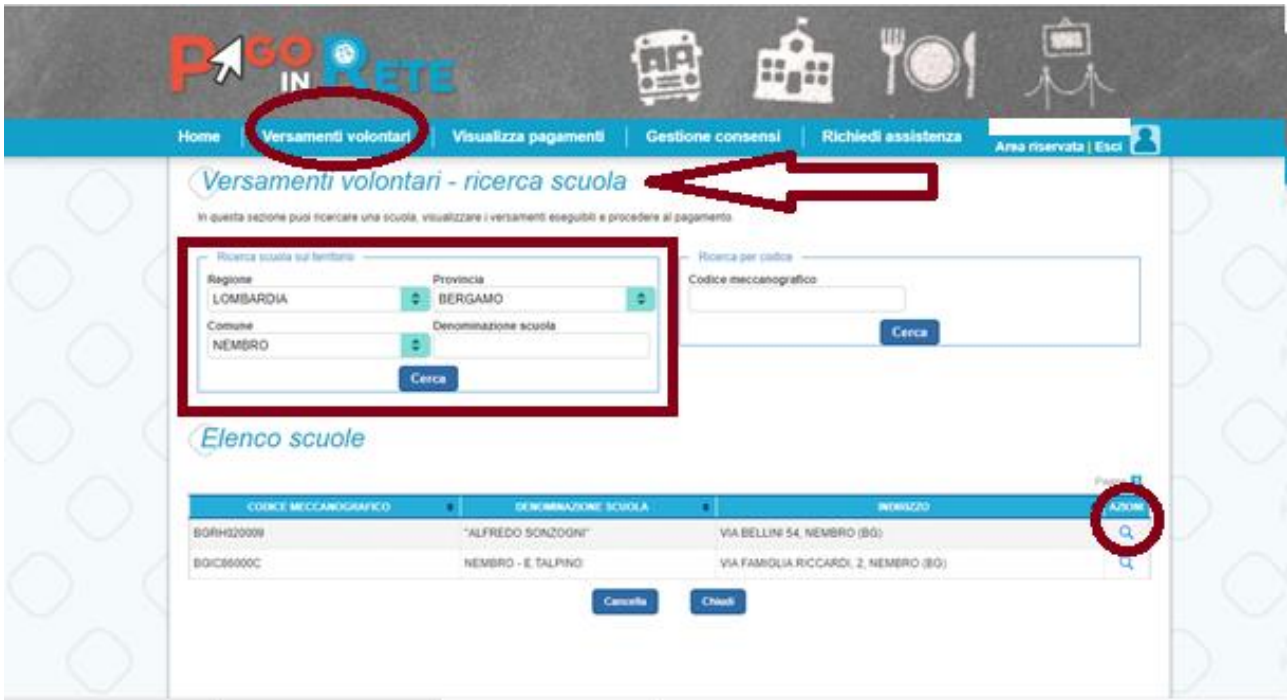 PAGO IN RETE
Home Versamenti volontari Visualizza pagamenti Gestione consensi Richiedi assistenza Area riservata | Esci
Versamenti volontari - ricerca scuola
In questa sezione puoi ricercare una scuola, visualizzare i versamenti eseguibili e procedere al pagamento.
Ricerca scuola sul territorio
Regione Provincia
LOMBARDIA BERGAMO
Comune Denominazione scuola
NEMBRO
Cerca
Ricerca per codice
Codice meccanografico
Cerca
Elenco scuole
CODICE MECCANOGRAFICO DENOMINAZIONE SCUOLA INDIRIZZO AZIONI
BGRH020009 "ALFREDO SONZOGNI" VIA BELLINI 54, NEMBRO (BG)
BGIC86000C NEMBRO - E.TALPINO VIA FAMIGLIA RICCARDI, 2, NEMBRO (BG)
Cancella Chiudi